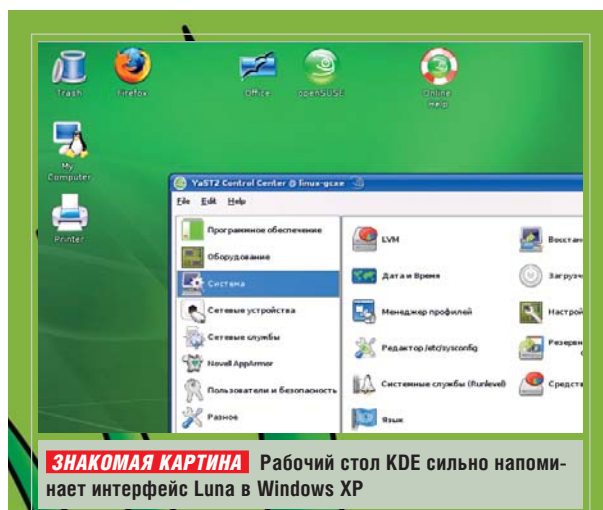 Trash
Firefox
Office
openSUSE
Online
Help
My
Computer
Printer
YaST2 Control Center @ linux-gsae
File Edit Help
Программное обеспечение
Оборудование
Система
Сетевые устройства
Сетевые службы
Novell AppArmor
Пользователи и безопасность
Разное
LVM
Дата и Время
Менеджер профилей
Редактор /etc/sysconfig
Системные службы (Runlevel)
Язык
Восстан
Загрузч
Настрой
Резервн
Средств
ЗНАКОМАЯ КАРТИНА Рабочий стол KDE сильно напоми-
нает интерфейс Luna в Windows XP